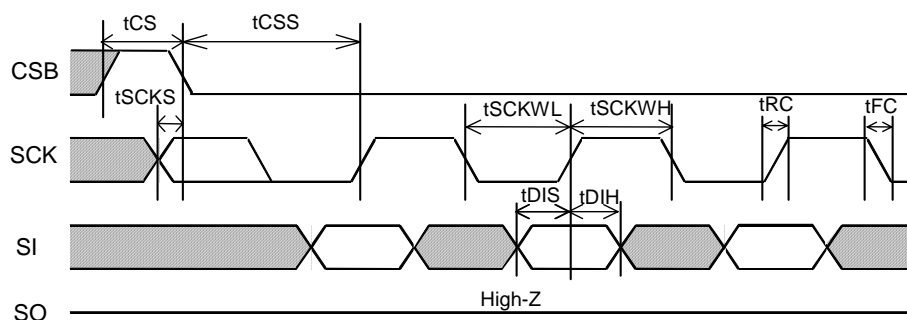 tCS
tCSS
CSB
tSCKS
tSCKWL
tSCKWH
tRC
tFC
SCK
tDIS
tDIH
SI
High-Z
SO